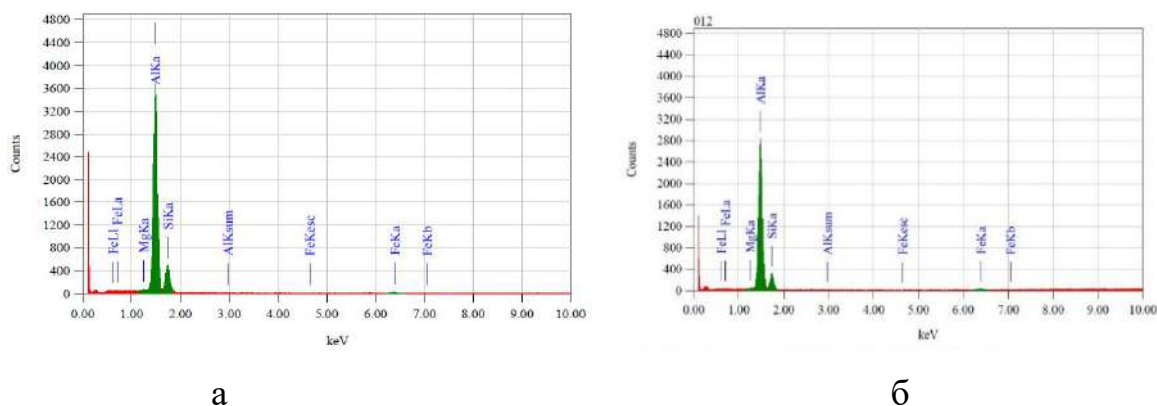 4800
4400
4000
3600
3200
2800
2400
2000
1600
1200
800
400
0
Counts
FeLl
FeLa
MgKa
AlKa
SiKa
AlKsum
FeKesc
FeKa
FeKb
0.00 1.00 2.00 3.00 4.00 5.00 6.00 7.00 8.00 9.00 10.00
keV
а
012
4800
4400
4000
3600
3200
2800
2400
2000
1600
1200
800
400
0
Counts
FeLl
FeLa
MgKa
AlKa
SiKa
AlKsum
FeKesc
FeKa
FeKb
0.00 1.00 2.00 3.00 4.00 5.00 6.00 7.00 8.00 9.00 10.00
keV
б